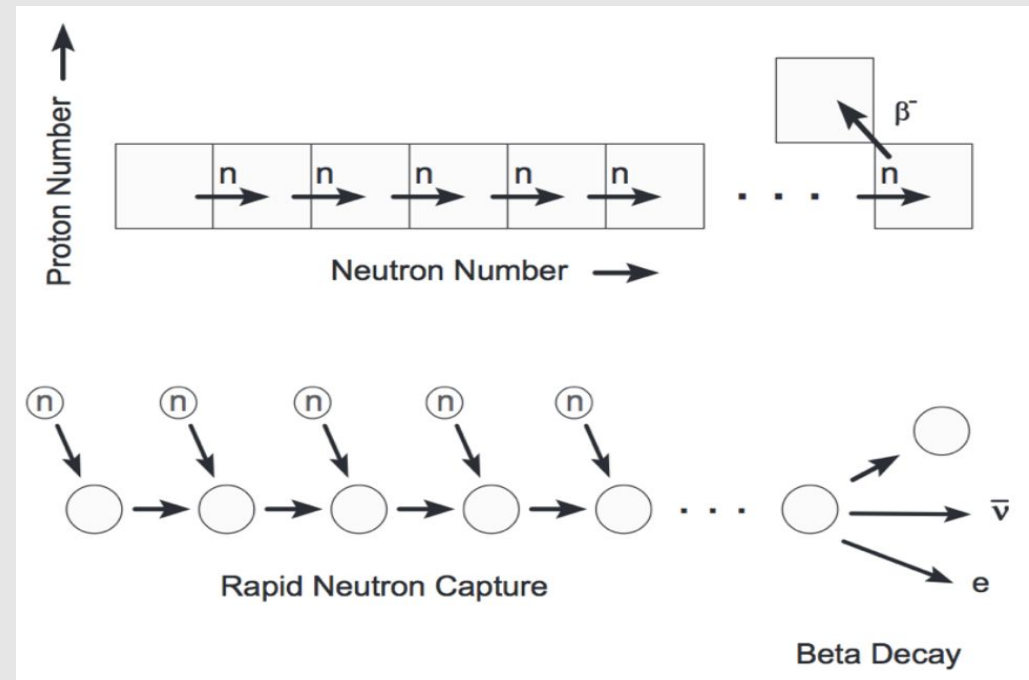 Proton Number
β⁻
n n n n n n
. . .
Neutron Number
n n n n n
. . .
ν̅
e
Rapid Neutron Capture
Beta Decay